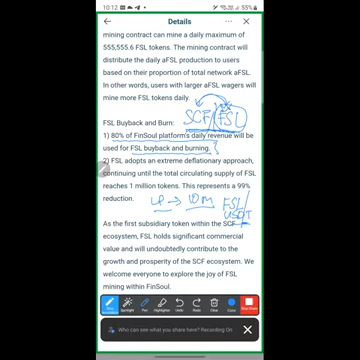 10:12
Details
mining contract can mine a daily maximum of
555,555.6 FSL tokens. The mining contract will
distribute the daily aFSL production to users
based on their proportion of total network aFSL.
In other words, users with larger aFSL wagers will
mine more FSL tokens daily.
SCF/FSL
FSL Buyback and Burn:
1) 80% of FinSoul platform's daily revenue will be
used for FSL buyback and burning.
2) FSL adopts an extreme deflationary approach,
continuing until the total circulating supply of FSL
reaches 1 million tokens. This represents a 99%
reduction.
10 m
FSL/
USDT
As the first subsidiary token within the SCF
ecosystem, FSL holds significant commercial
value and will undoubtedly contribute to the
growth and prosperity of the SCF ecosystem. We
welcome everyone to explore the joy of FSL
mining within FinSoul.
Spotlight
Pen
Highlighter
Undo
Redo
Clear
Color
Who can see what you share here? Recording On